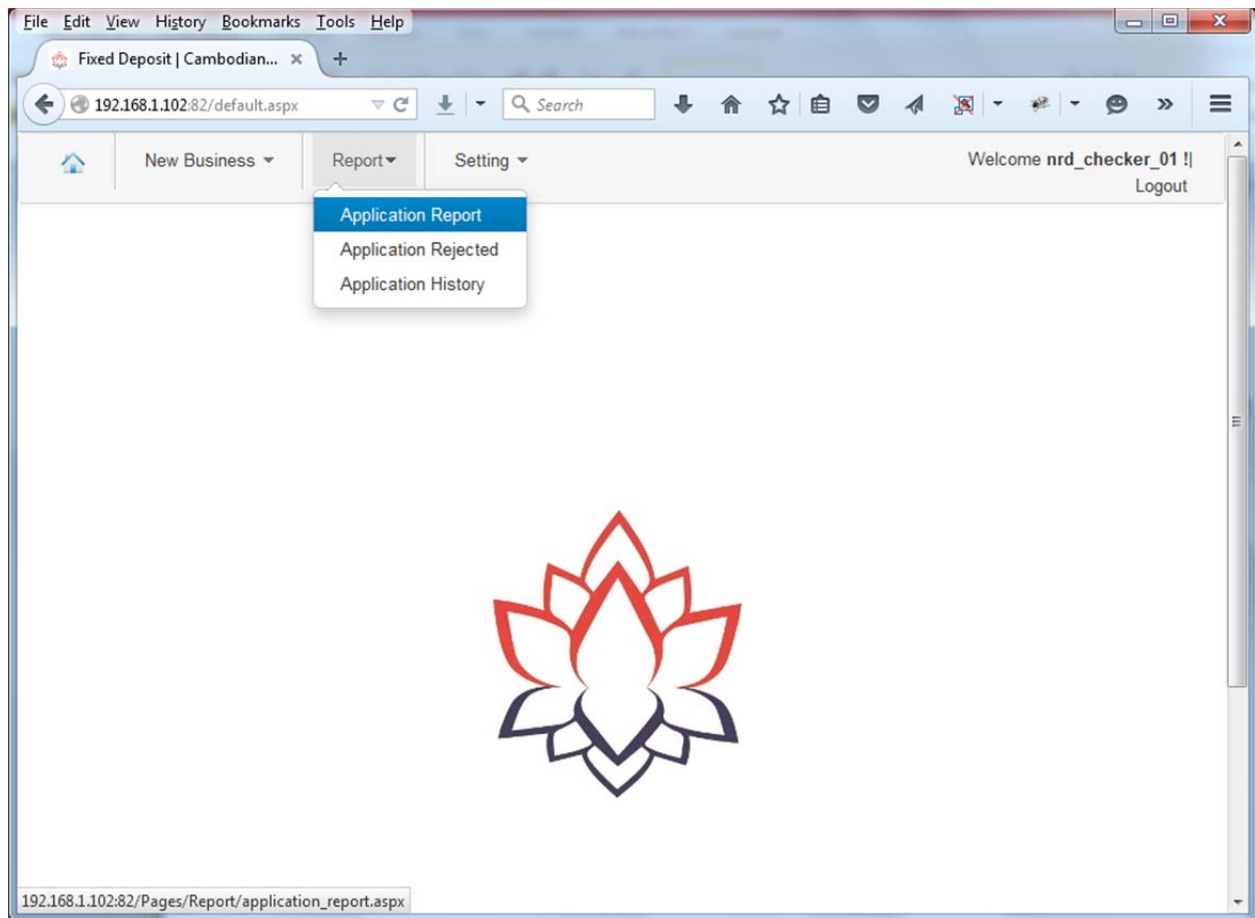 File Edit View History Bookmarks Tools Help
Fixed Deposit | Cambodian...
192.168.1.102:82/default.aspx
Search
New Business
Report
Setting
Welcome nrd_checker_01 !|
Logout
Application Report
Application Rejected
Application History
192.168.1.102:82/Pages/Report/application_report.aspx